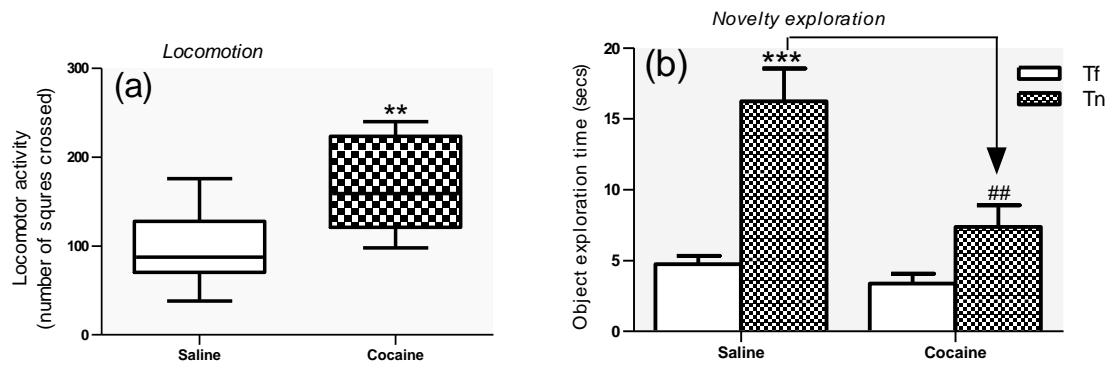 Locomotion
(a)
Locomotor activity
(number of squres crossed)
300
200
100
0
**
Saline
Cocaine
Novelty exploration
(b)
Object exploration time (secs)
20
15
10
5
0
***
##
Saline
Cocaine
Tf
Tn